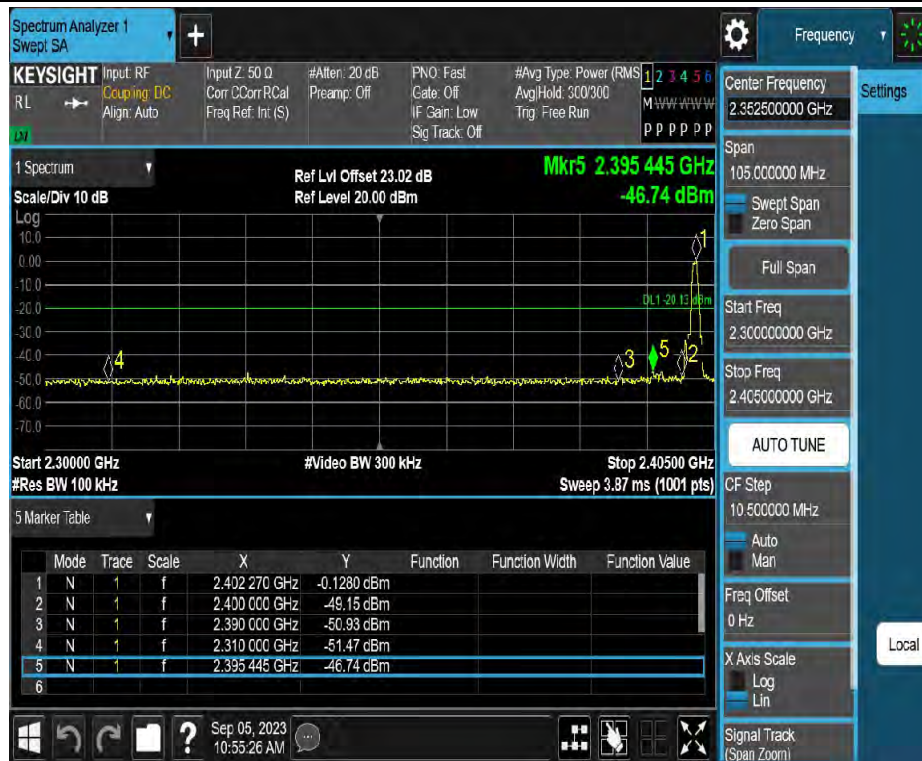 Spectrum Analyzer 1
Swept SA
+
Frequency
KEYSIGHT
RL
Input: RF
Coupling: DC
Align: Auto
Input Z: 50 Ω
Corr CCorr RCal
Freq Ref: Int (S)
#Atten: 20 dB
Preamp: Off
PNO: Fast
Gate: Off
IF Gain: Low
Sig Track: Off
#Avg Type: Power (RMS
Avg|Hold: 300/300
Trig: Free Run
1 2 3 4 5 6
M W W W W W
P P P P P P
Settings
Center Frequency
2.352500000 GHz
Span
105.000000 MHz
Swept Span
Zero Span
Full Span
Start Freq
2.300000000 GHz
Stop Freq
2.405000000 GHz
AUTO TUNE
CF Step
10.500000 MHz
Auto
Man
Freq Offset
0 Hz
X Axis Scale
Log
Lin
Signal Track
(Span Zoom)
Local
1 Spectrum
Scale/Div 10 dB
Ref Lvl Offset 23.02 dB
Ref Level 20.00 dBm
Mkr5 2.395 445 GHz
-46.74 dBm
Log
10.0
0.00
-10.0
-20.0
-30.0
-40.0
-50.0
-60.0
-70.0
1
DL1 -20.13 dBm
4
3
5
2
Start 2.30000 GHz
#Video BW 300 kHz
Stop 2.40500 GHz
#Res BW 100 kHz
Sweep 3.87 ms (1001 pts)
5 Marker Table
Mode Trace Scale X Y Function Function Width Function Value
1 N 1 f 2.402 270 GHz -0.1280 dBm
2 N 1 f 2.400 000 GHz -49.15 dBm
3 N 1 f 2.390 000 GHz -50.93 dBm
4 N 1 f 2.310 000 GHz -51.47 dBm
5 N 1 f 2.395 445 GHz -46.74 dBm
6
?
Sep 05, 2023
10:55:26 AM